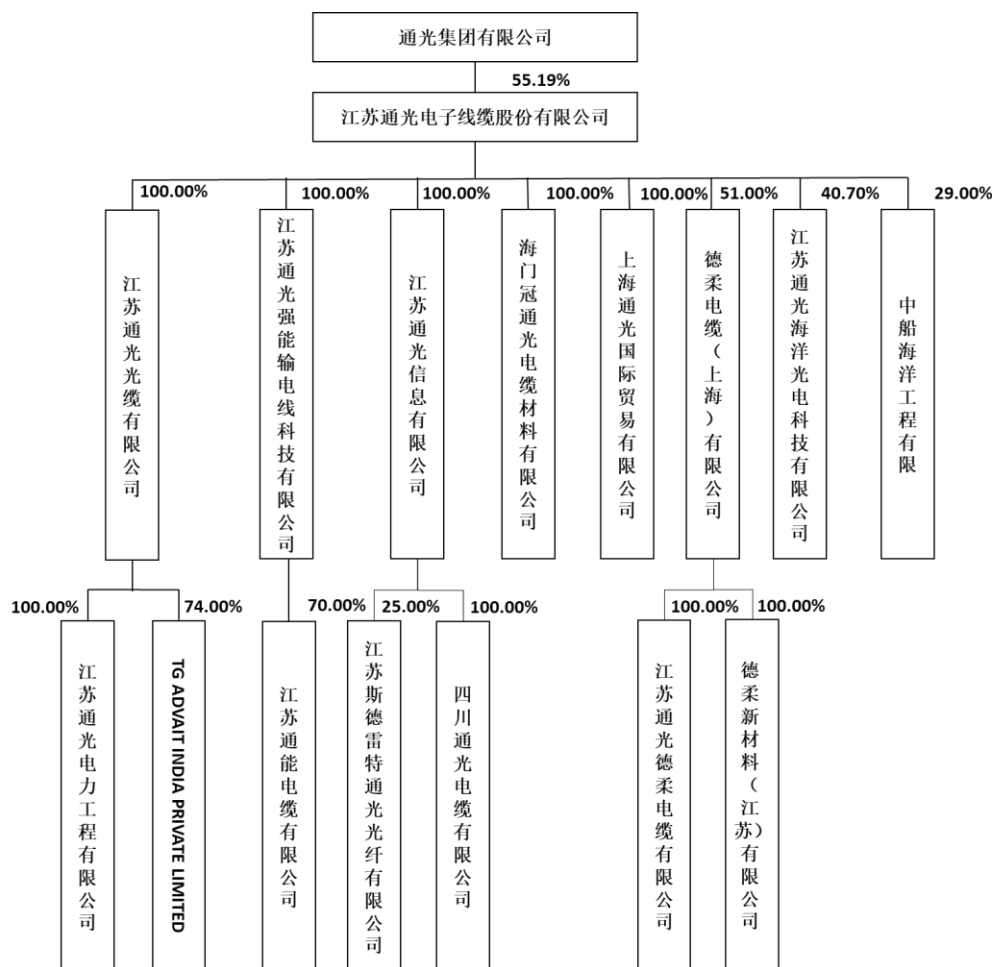 通光集团有限公司
55.19%
江苏通光电子线缆股份有限公司
100.00%
100.00%
100.00%
100.00%
100.00%
51.00%
40.70%
29.00%
江苏通光光缆有限公司
江苏通光强能输电线科技有限公司
江苏通光信息有限公司
海门冠通光电缆材料有限公司
上海通光国际贸易有限公司
德柔电缆（上海）有限公司
江苏通光海洋光电科技有限公司
中船海洋工程有限
100.00%
74.00%
70.00%
25.00%
100.00%
100.00%
100.00%
江苏通光电力工程有限公司
TG ADVAIT INDIA PRIVATE LIMITED
江苏通能电缆有限公司
江苏斯德雷特通光光纤有限公司
四川通光电缆有限公司
江苏通光德柔电缆有限公司
德柔新材料（江苏）有限公司